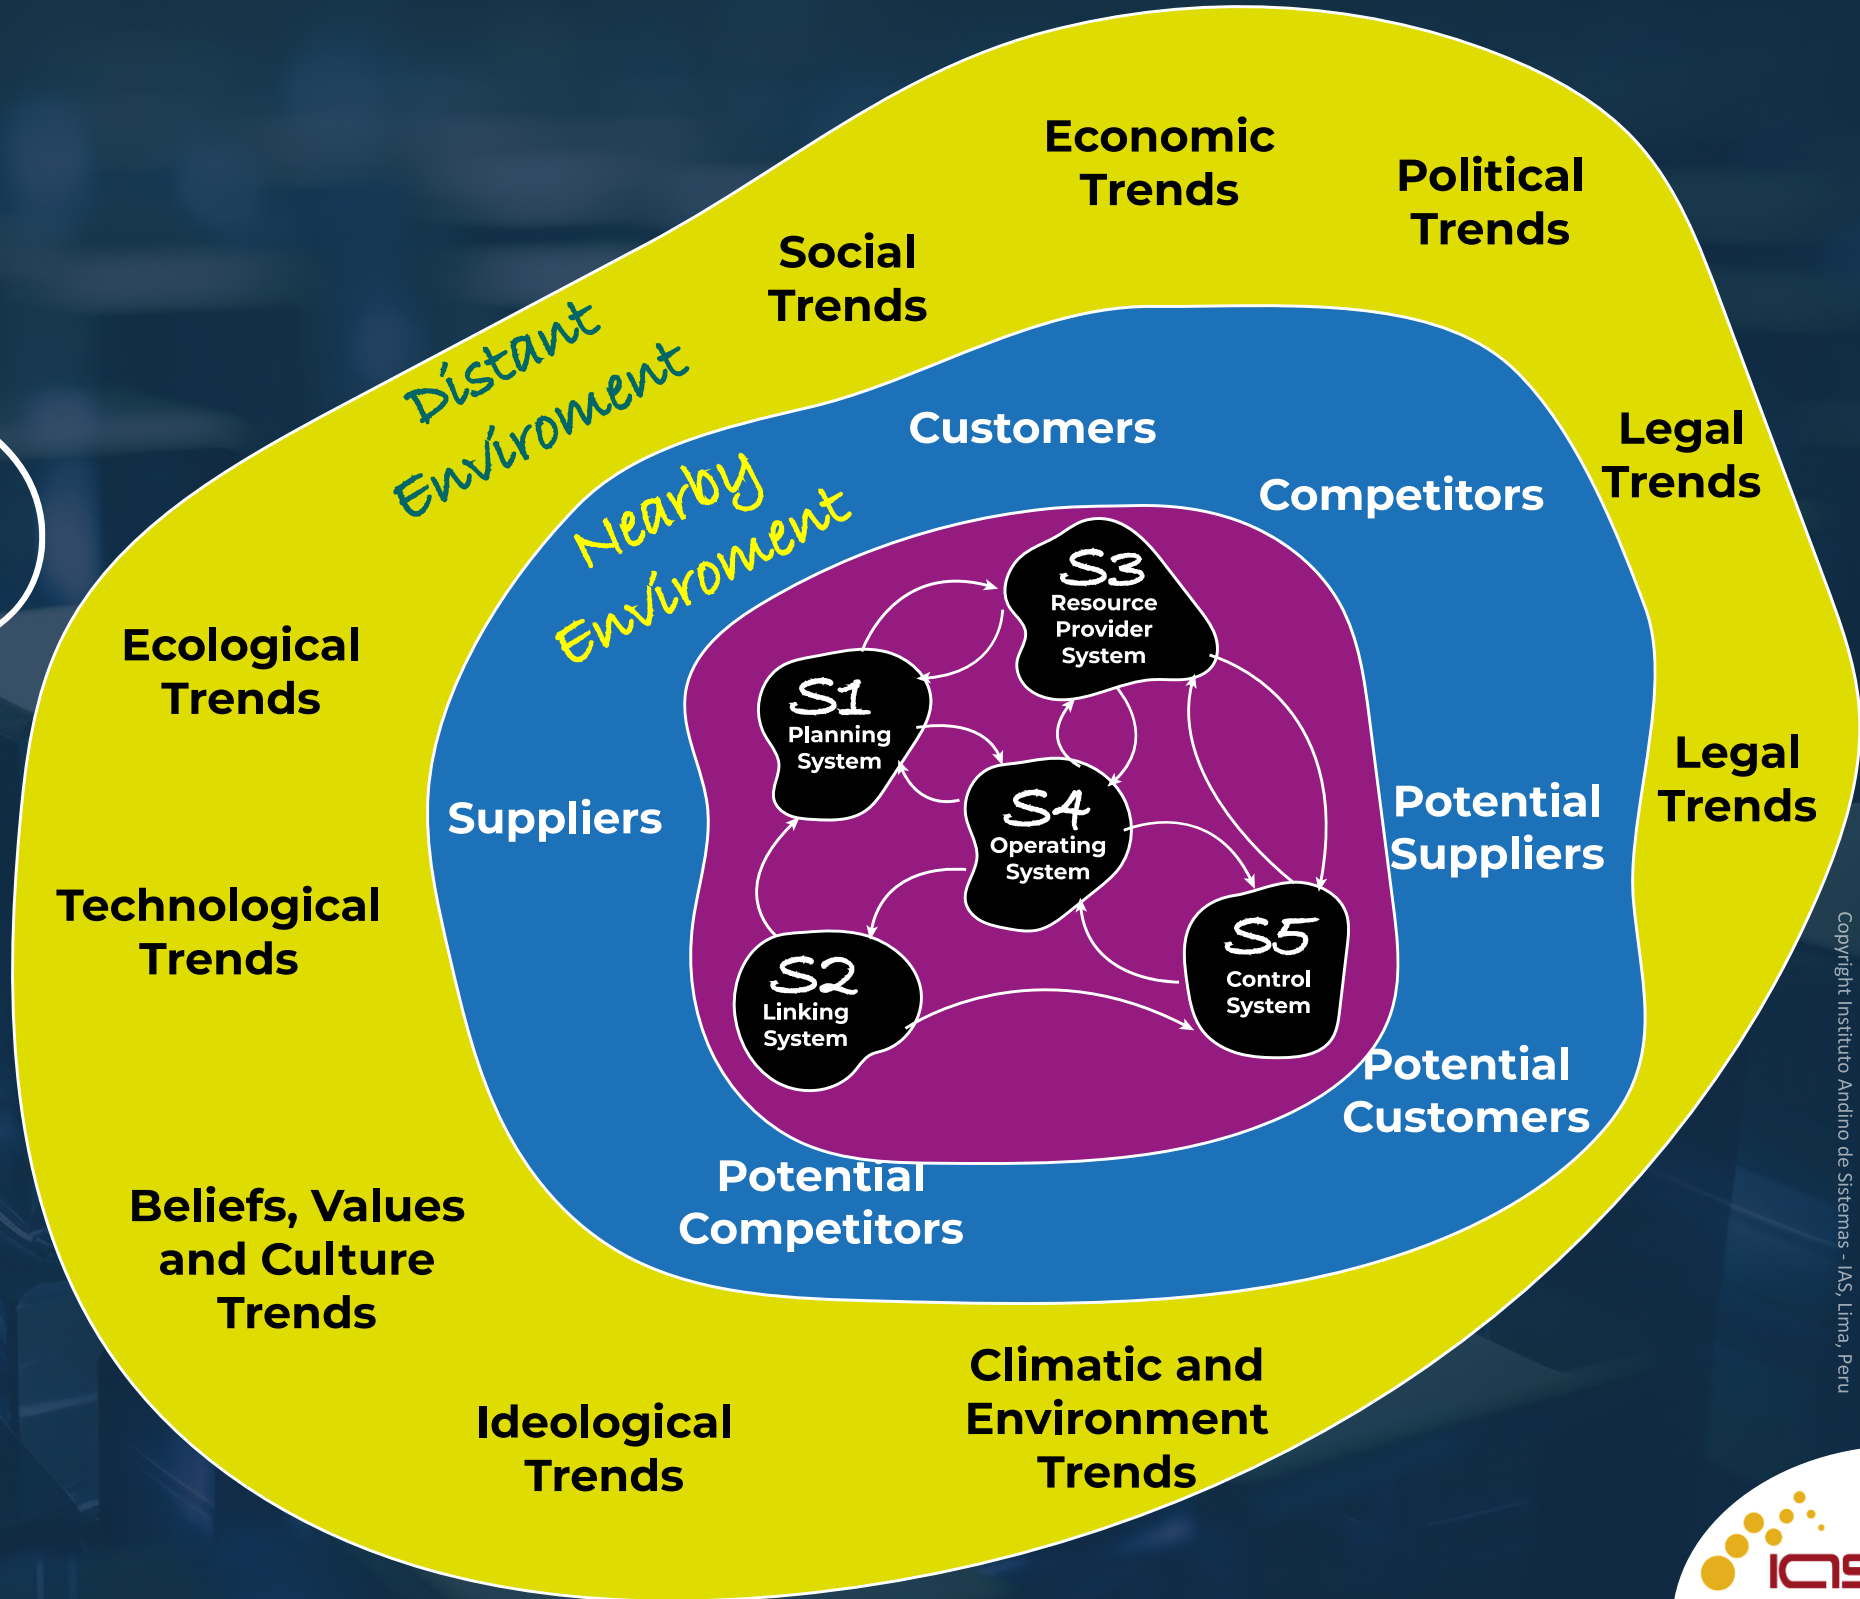 Economic
Trends
Political
Trends
Social
Trends
Distant
Enviroment
Customers
Legal
Trends
Competitors
Nearby
Enviroment
S3
Resource
Provider
System
Ecological
Trends
S1
Planning
System
Legal
Trends
Suppliers
S4
Operating
System
Potential
Suppliers
Technological
Trends
S5
Control
System
S2
Linking
System
Potential
Customers
Potential
Competitors
Beliefs, Values
and Culture
Trends
Climatic and
Environment
Trends
Ideological
Trends
Copyright Instituto Andino de Sistemas - IAS, Lima, Peru
IAS